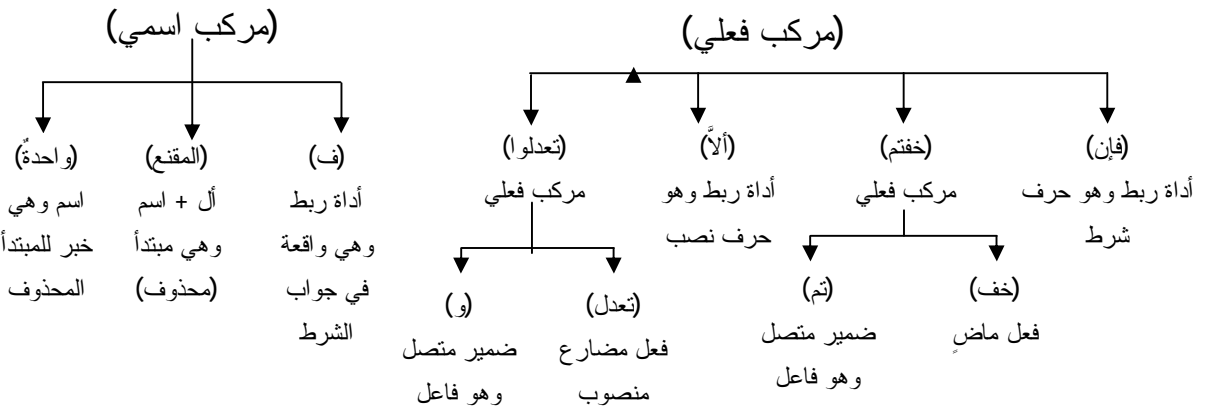 (مركب فعلي)
(فإن)
أداة ربط وهو حرف
شرط
(خفتم)
مركب فعلي
(خف)
فعل ماضٍ
(تم)
ضمير متصل
وهو فاعل
(ألاَّ)
أداة ربط وهو
حرف نصب
(تعدلوا)
مركب فعلي
(تعدل)
فعل مضارع
منصوب
(و)
ضمير متصل
وهو فاعل
(مركب اسمي)
(ف)
أداة ربط
وهي واقعة
في جواب
الشرط
(المقنع)
أل + اسم
وهي مبتدأ
(محذوف)
(واحدةٌ)
اسم وهي
خبر للمبتدأ
المحذوف